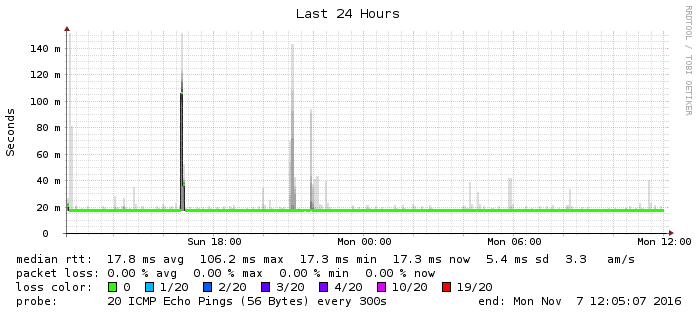 Last 24 Hours
RRDTOOL / TOBI OETIKER
Seconds
140 m
120 m
100 m
80 m
60 m
40 m
20 m
0
Sun 18:00 Mon 00:00 Mon 06:00 Mon 12:00
median rtt: 17.8 ms avg 106.2 ms max 17.3 ms min 17.3 ms now 5.4 ms sd 3.3 am/s
packet loss: 0.00 % avg 0.00 % max 0.00 % min 0.00 % now
loss color: 0 1/20 2/20 3/20 4/20 10/20 19/20
probe: 20 ICMP Echo Pings (56 Bytes) every 300s end: Mon Nov 7 12:05:07 2016